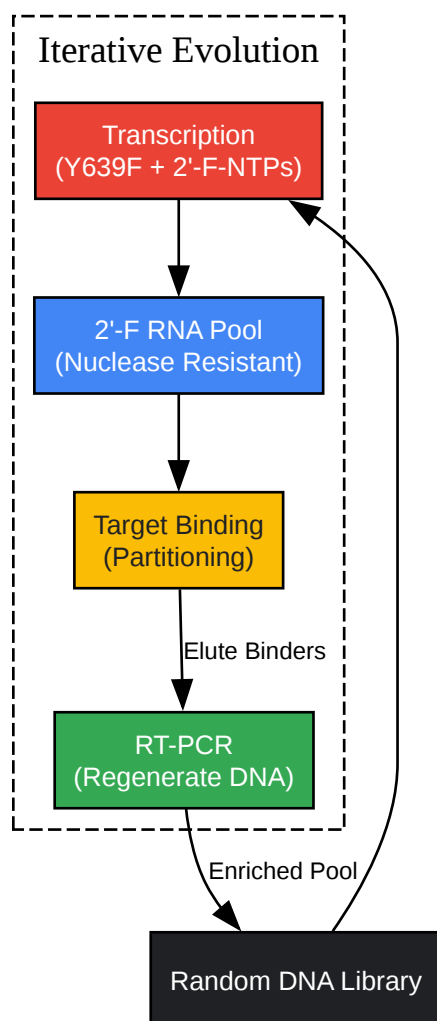 Iterative Evolution
Transcription
(Y639F + 2'-F-NTPs)
2'-F RNA Pool
(Nuclease Resistant)
Target Binding
(Partitioning)
Elute Binders
RT-PCR
(Regenerate DNA)
Enriched Pool
Random DNA Library